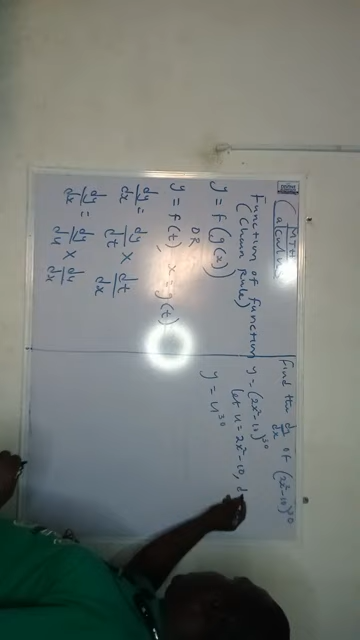 MTH
Calculus
Function of function
(Chain Rule)
y = f(g(x))
OR
y = f(t), x = g(t)
dy/dx = dy/dt × dt/dx
dy/dx = dy/du × du/dx
Find the dy/dx of (2x²-10)³⁰
y = (2x²-10)³⁰
let u = 2x²-10, d
y = u³⁰